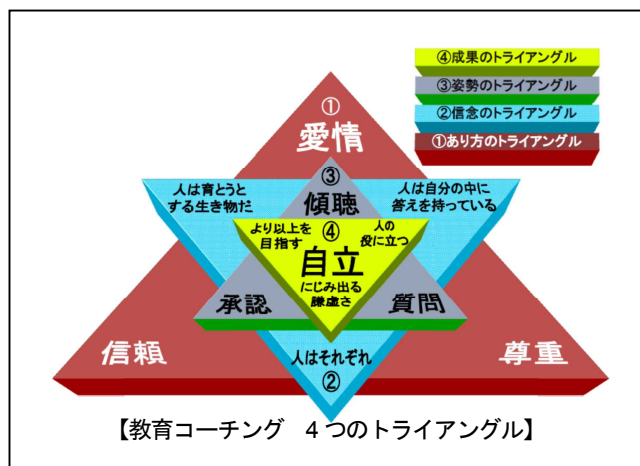 ④成果のトライアングル
③姿勢のトライアングル
②信念のトライアングル
①あり方のトライアングル
①
愛情
人は育とうと
する生き物だ
③
傾聴
人は自分の中に
答えを持っている
より以上を
目指す
④
人の
役に立つ
自立
にじみ出る
謙虚さ
承認
質問
信頼
人はそれぞれ
②
尊重
【教育コーチング 4つのトライアングル】